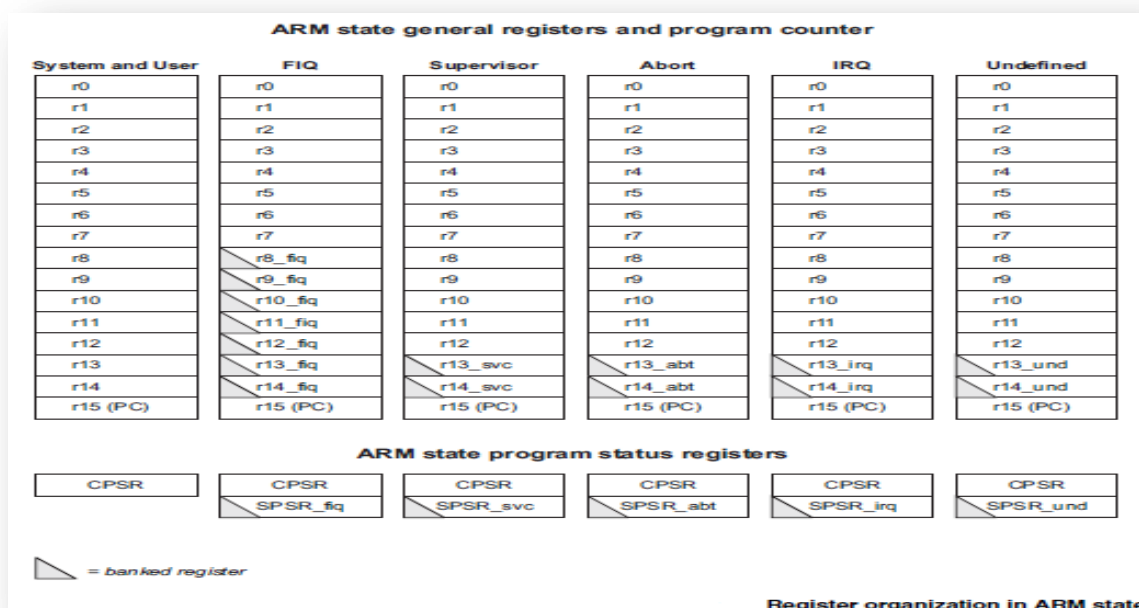 ARM state general registers and program counter
System and User FIQ Supervisor Abort IRQ Undefined
r0 r0 r0 r0 r0 r0
r1 r1 r1 r1 r1 r1
r2 r2 r2 r2 r2 r2
r3 r3 r3 r3 r3 r3
r4 r4 r4 r4 r4 r4
r5 r5 r5 r5 r5 r5
r6 r6 r6 r6 r6 r6
r7 r7 r7 r7 r7 r7
r8 r8_fiq r8 r8 r8 r8
r9 r9_fiq r9 r9 r9 r9
r10 r10_fiq r10 r10 r10 r10
r11 r11_fiq r11 r11 r11 r11
r12 r12_fiq r12 r12 r12 r12
r13 r13_fiq r13_svc r13_abt r13_irq r13_und
r14 r14_fiq r14_svc r14_abt r14_irq r14_und
r15 (PC) r15 (PC) r15 (PC) r15 (PC) r15 (PC) r15 (PC)
ARM state program status registers
CPSR CPSR CPSR CPSR CPSR CPSR
SPSR_fiq SPSR_svc SPSR_abt SPSR_irq SPSR_und
= banked register
Register organization in ARM state